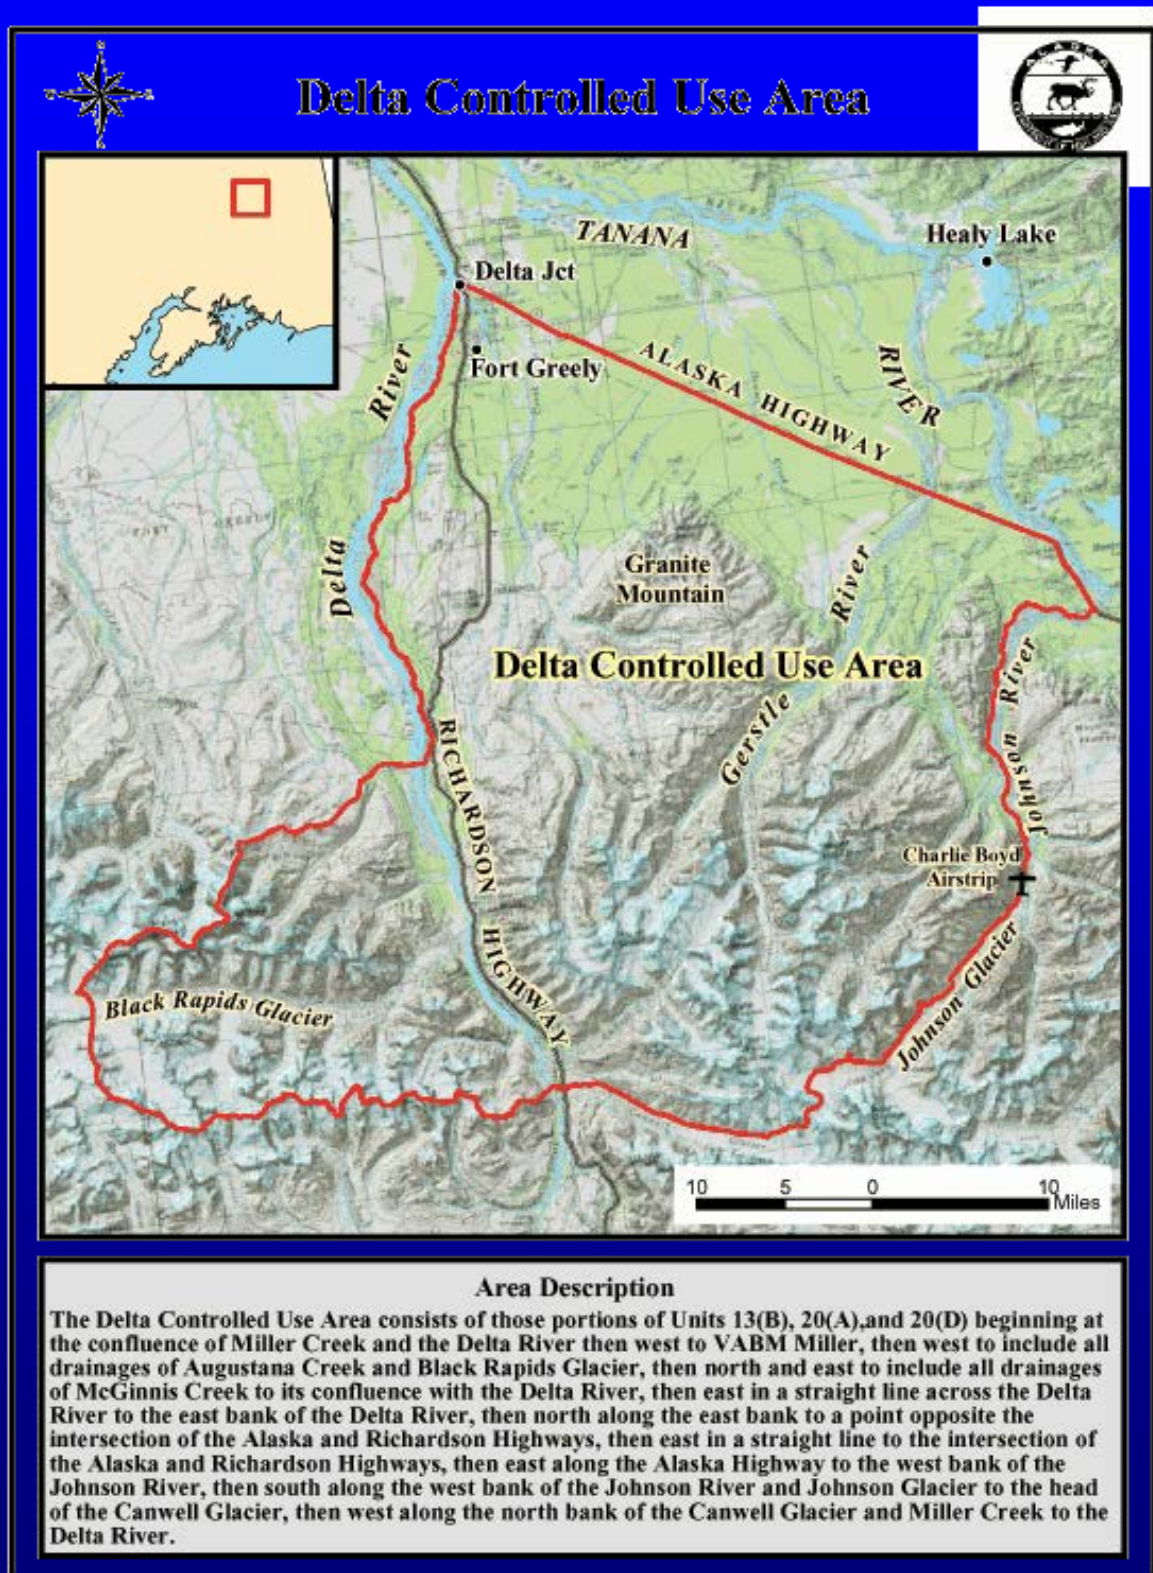 Delta Controlled Use Area
ALASKA
TANANA
RIVER
Healy Lake
Delta Jct
Fort Greely
River
ALASKA HIGHWAY
RIVER
Delta
Granite
Mountain
River
Delta Controlled Use Area
Gerstle
River
Johnson
RICHARDSON
HIGHWAY
Charlie Boyd
Airstrip
Johnson Glacier
Black Rapids Glacier
10 5 0 10
Miles
Area Description
The Delta Controlled Use Area consists of those portions of Units 13(B), 20(A),and 20(D) beginning at
the confluence of Miller Creek and the Delta River then west to VABM Miller, then west to include all
drainages of Augustana Creek and Black Rapids Glacier, then north and east to include all drainages
of McGinnis Creek to its confluence with the Delta River, then east in a straight line across the Delta
River to the east bank of the Delta River, then north along the east bank to a point opposite the
intersection of the Alaska and Richardson Highways, then east in a straight line to the intersection of
the Alaska and Richardson Highways, then east along the Alaska Highway to the west bank of the
Johnson River, then south along the west bank of the Johnson River and Johnson Glacier to the head
of the Canwell Glacier, then west along the north bank of the Canwell Glacier and Miller Creek to the
Delta River.